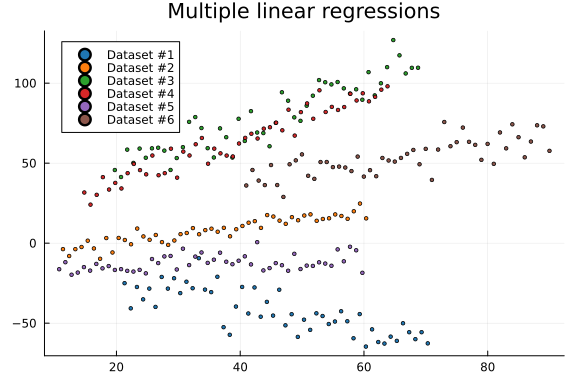 Multiple linear regressions
Dataset #1
Dataset #2
Dataset #3
Dataset #4
Dataset #5
Dataset #6
100
50
0
−50
20 40 60 80